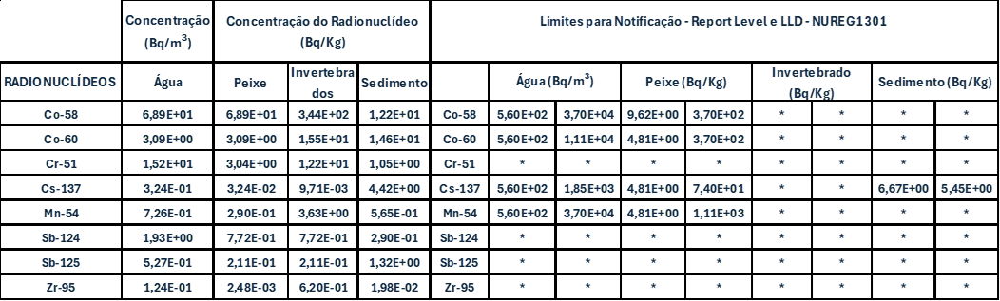 Concentração (Bq/m³) Concentração do Radionuclídeo (Bq/Kg) Limites para Notificação - Report Level e LLD - NUREG1301
RADIONUCLÍDEOS Água Peixe Invertebrados Sedimento Água (Bq/m³) Peixe (Bq/Kg) Invertebrado (Bq/Kg) Sedimento (Bq/Kg)
Co-58 6,89E+01 6,89E+01 3,44E+02 1,22E+01 Co-58 5,60E+02 3,70E+04 9,62E+00 3,70E+02 * * * *
Co-60 3,09E+00 3,09E+00 1,55E+01 1,46E+01 Co-60 5,60E+02 1,11E+04 4,81E+00 3,70E+02 * * * *
Cr-51 1,52E+01 3,04E+00 1,22E+01 1,05E+00 Cr-51 * * * * * * * *
Cs-137 3,24E-01 3,24E-02 9,71E-03 4,42E+00 Cs-137 5,60E+02 1,85E+03 4,81E+00 7,40E+01 * * 6,67E+00 5,45E+00
Mn-54 7,26E-01 2,90E-01 3,63E+00 5,65E-01 Mn-54 5,60E+02 3,70E+04 4,81E+00 1,11E+03 * * * *
Sb-124 1,93E+00 7,72E-01 7,72E-01 2,90E-01 Sb-124 * * * * * * * *
Sb-125 5,27E-01 2,11E-01 2,11E-01 1,32E+00 Sb-125 * * * * * * * *
Zr-95 1,24E-01 2,48E-03 6,20E-01 1,98E-02 Zr-95 * * * * * * * *